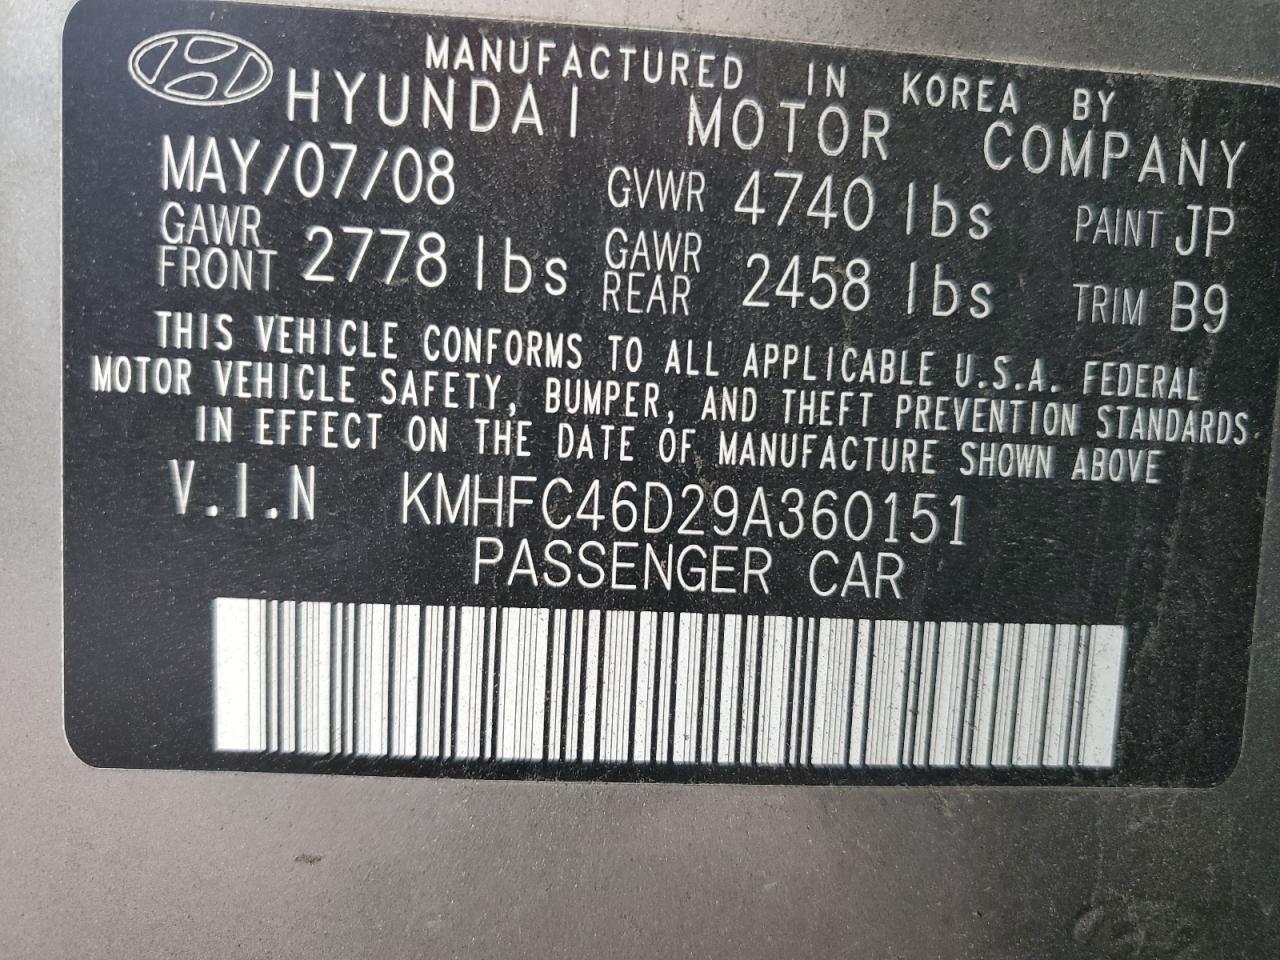 MANUFACTURED IN KOREA BY
HYUNDAI MOTOR COMPANY
MAY/07/08 GVWR 4740 lbs PAINT JP
GAWR FRONT 2778 lbs GAWR REAR 2458 lbs TRIM B9
THIS VEHICLE CONFORMS TO ALL APPLICABLE U.S.A. FEDERAL
MOTOR VEHICLE SAFETY, BUMPER, AND THEFT PREVENTION STANDARDS
IN EFFECT ON THE DATE OF MANUFACTURE SHOWN ABOVE
V.I.N KMHFC46D29A360151
PASSENGER CAR